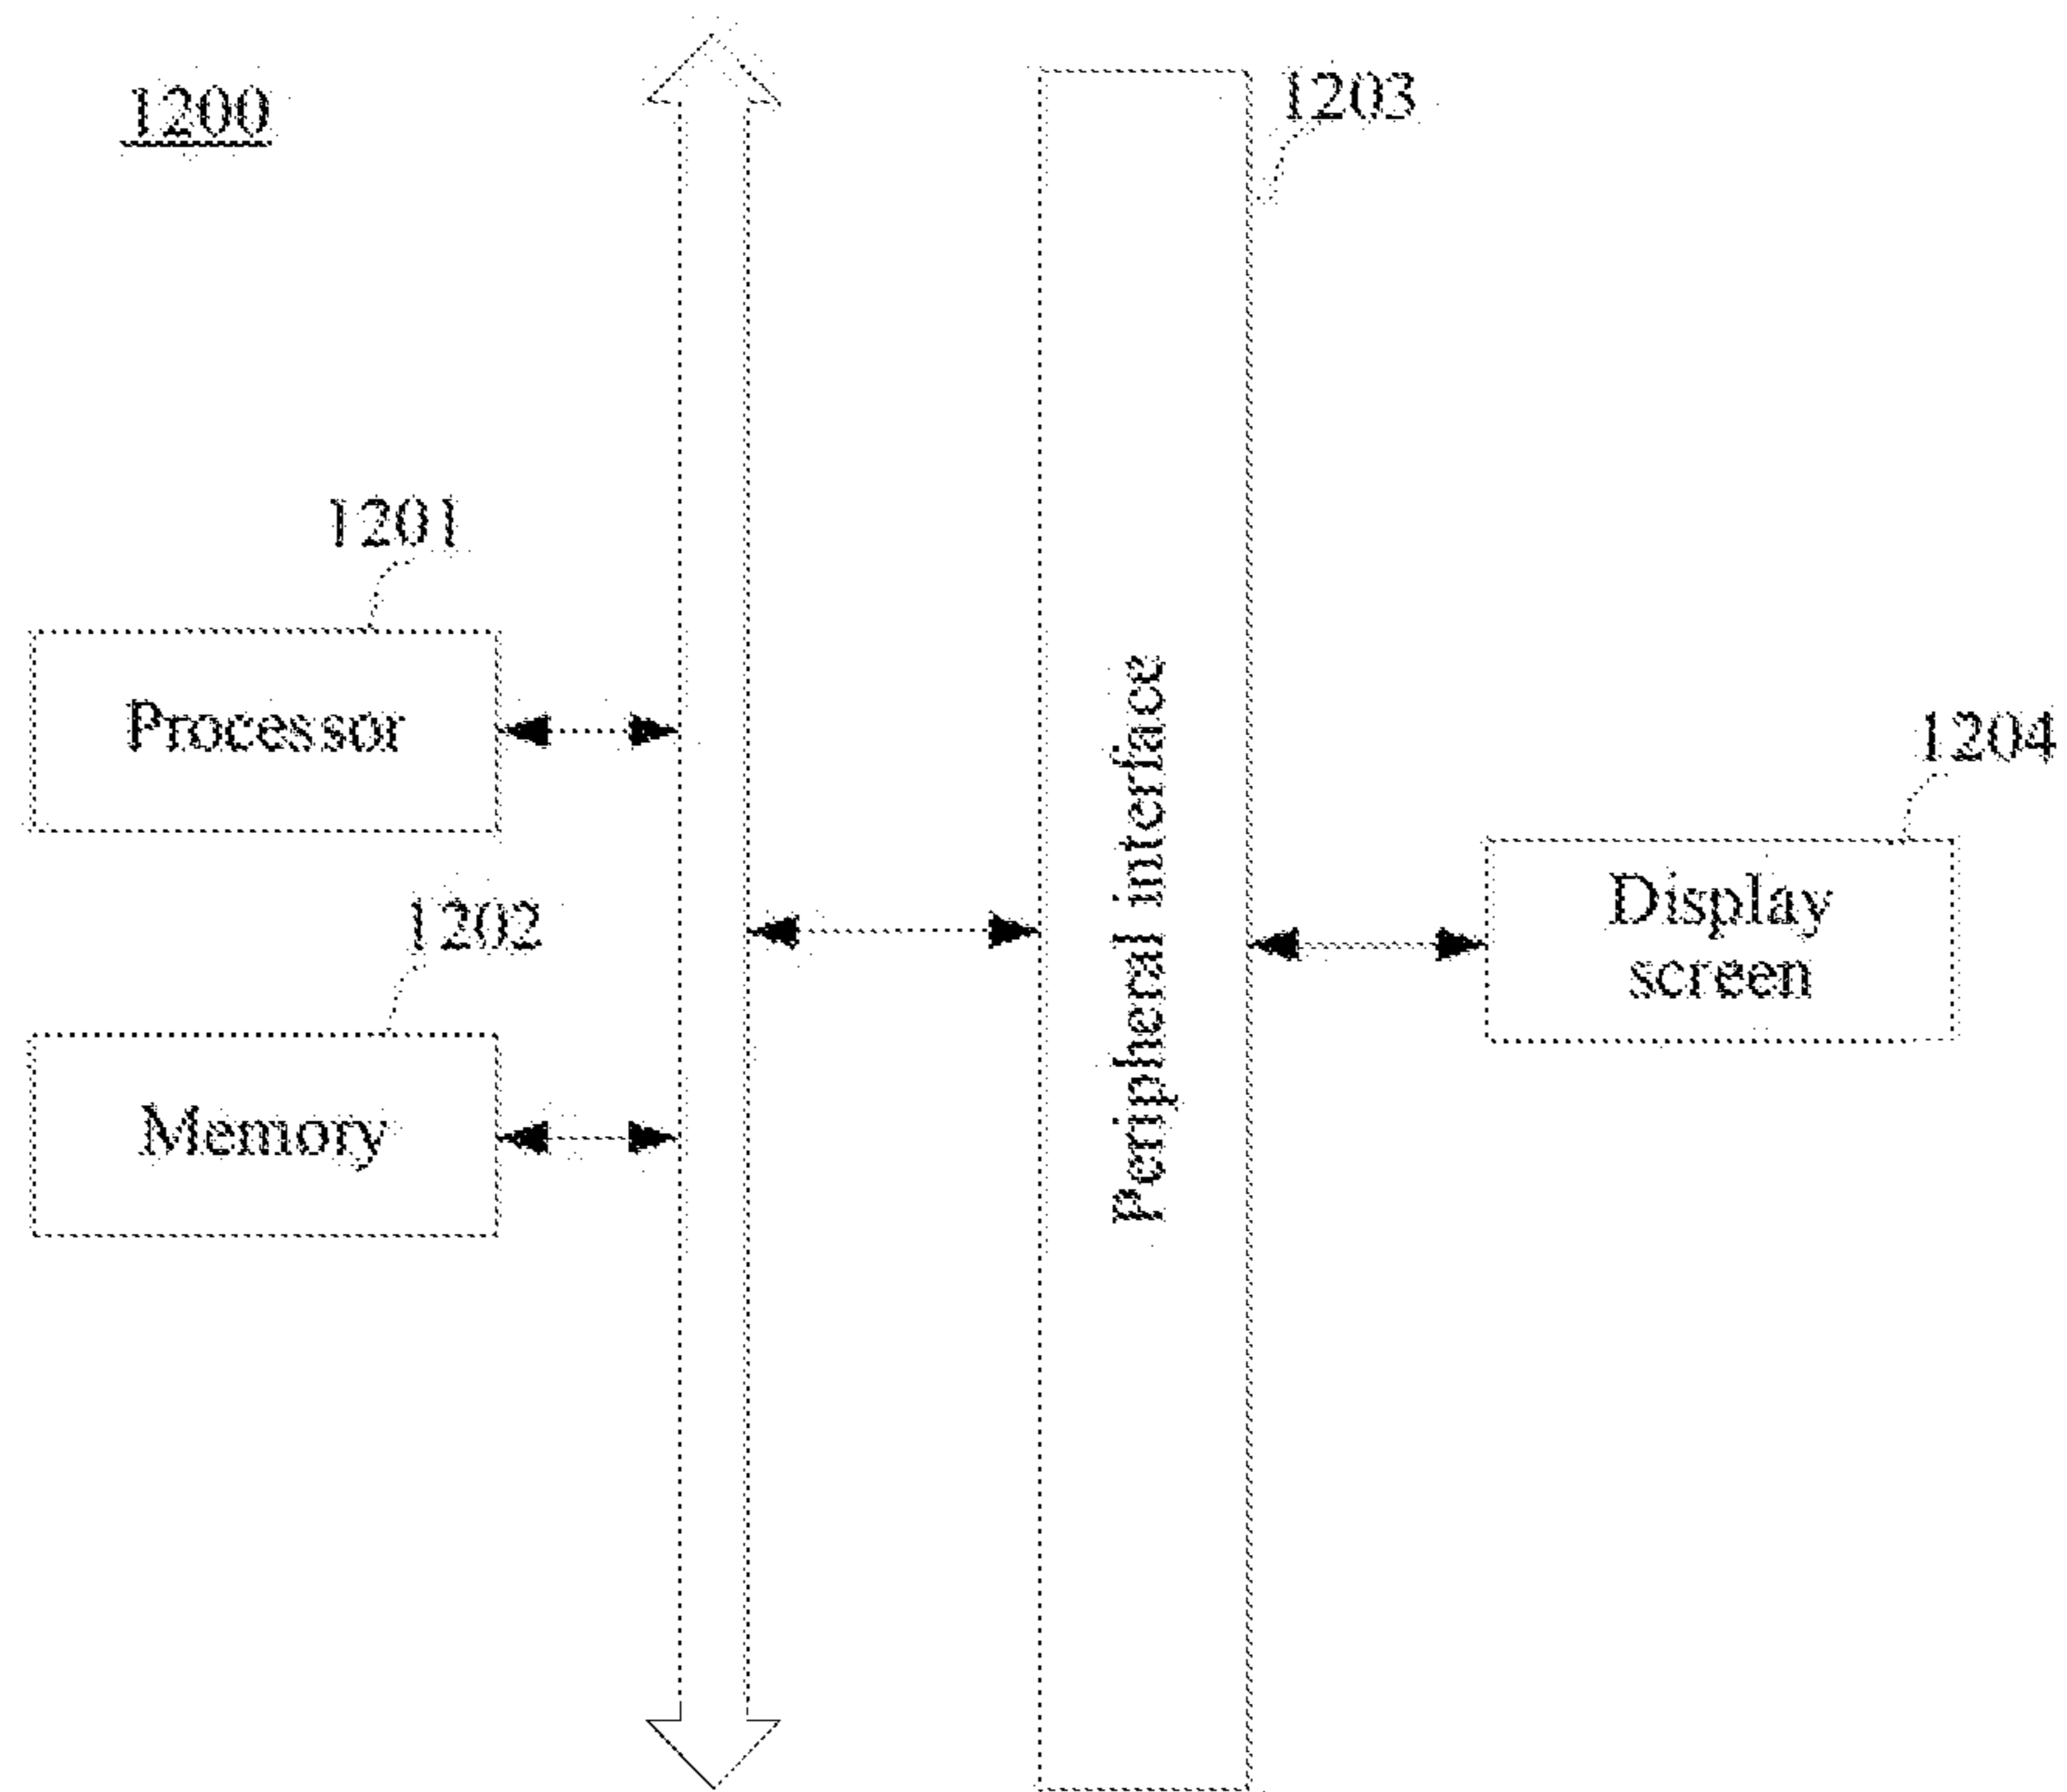 1200
1203
1201
Processor
1202
Memory
Peripheral interface
1204
Display
screen